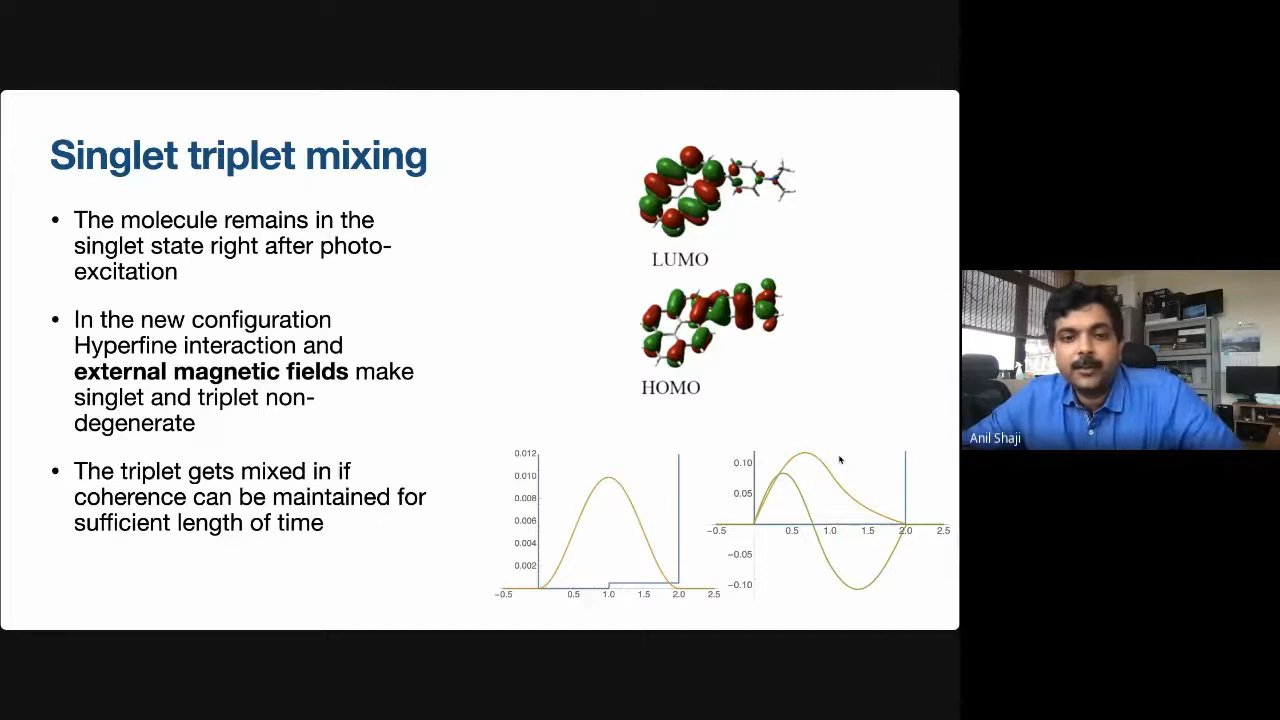 Singlet triplet mixing
• The molecule remains in the
singlet state right after photo-
excitation
• In the new configuration
Hyperfine interaction and
external magnetic fields make
singlet and triplet non-
degenerate
• The triplet gets mixed in if
coherence can be maintained for
sufficient length of time
LUMO
HOMO
0.012
0.010
0.008
0.006
0.004
0.002
−0.5 0.5 1.0 1.5 2.0 2.5
0.10
0.05
−0.5 0.5 1.0 1.5 2.0 2.5
−0.05
−0.10
Anil Shaji